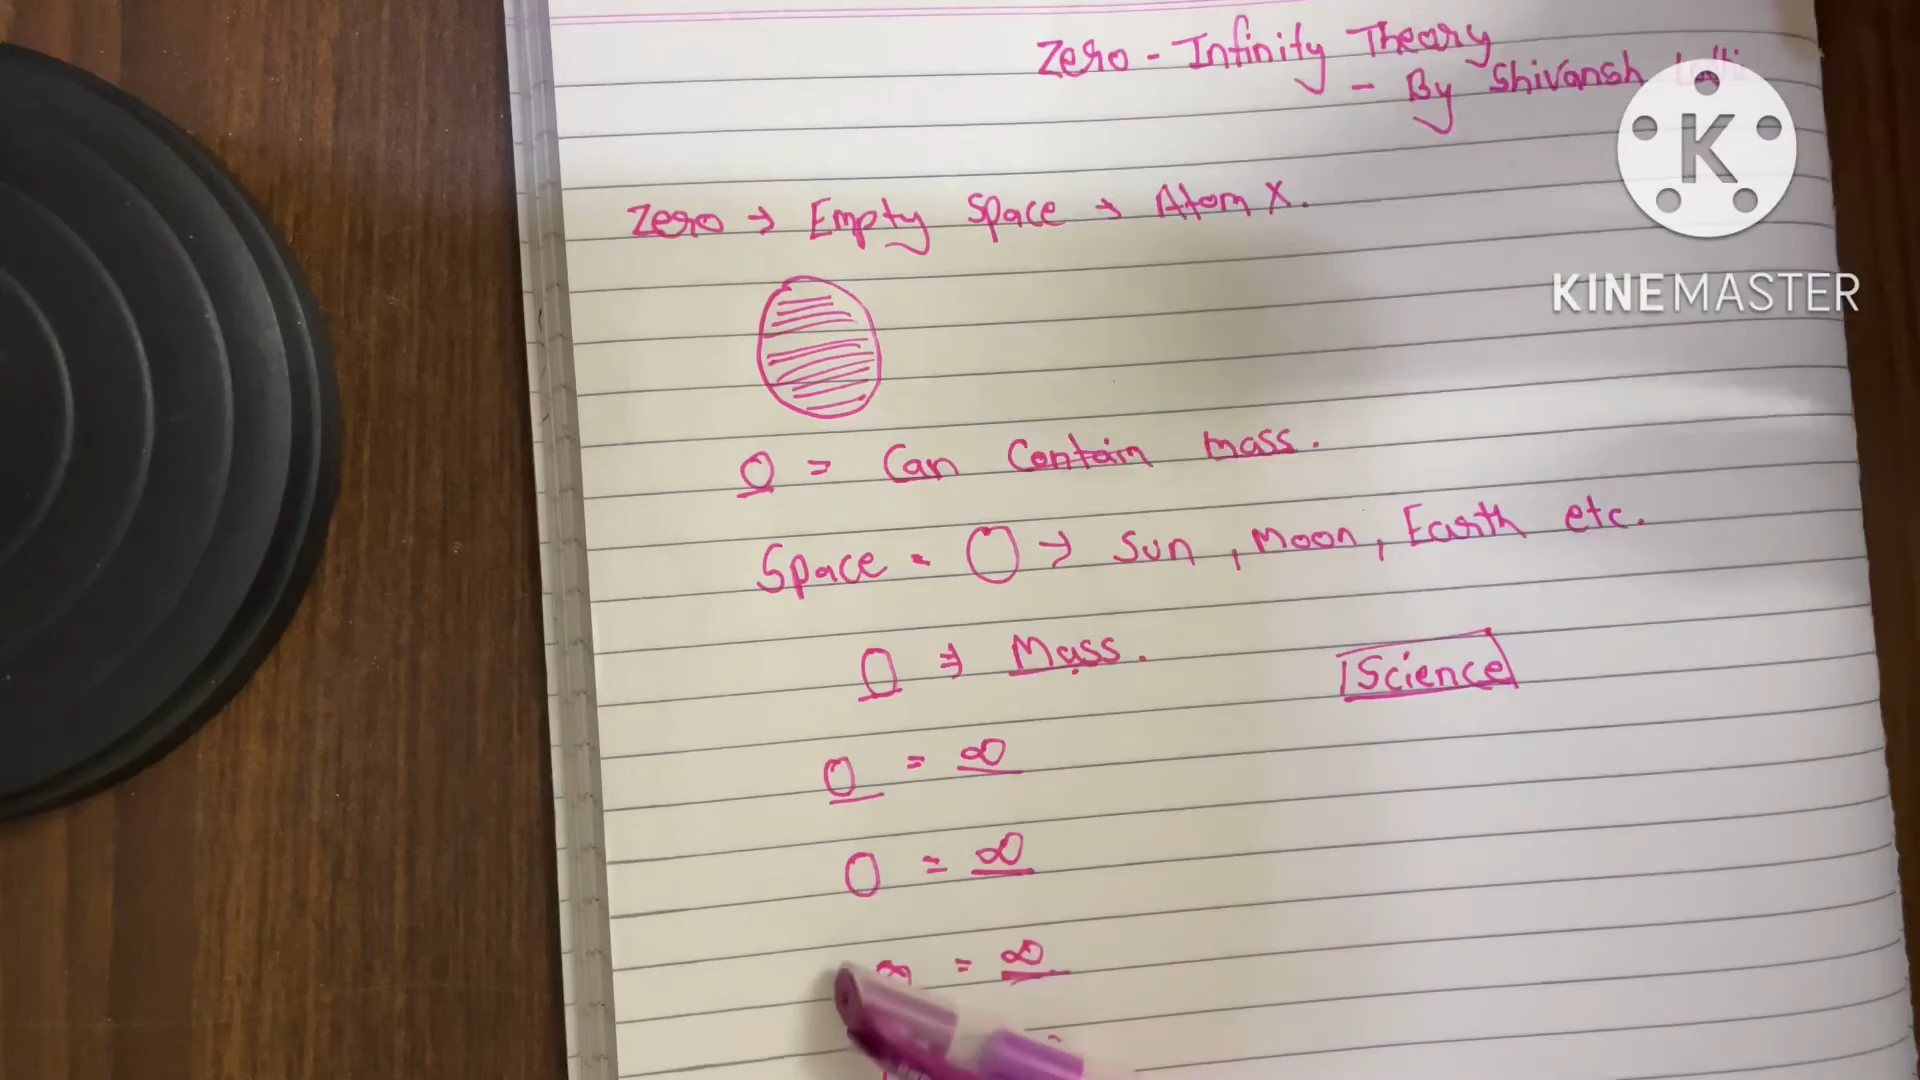 Zero - Infinity Theory
- By Shivansh
Zero → Empty Space → Atom X.
0 = Can Contain mass.
Space = 0 → Sun, Moon, Earth etc.
0 → Mass.
Science
0 = ∞
0 = ∞
= ∞
K
KINEMASTER